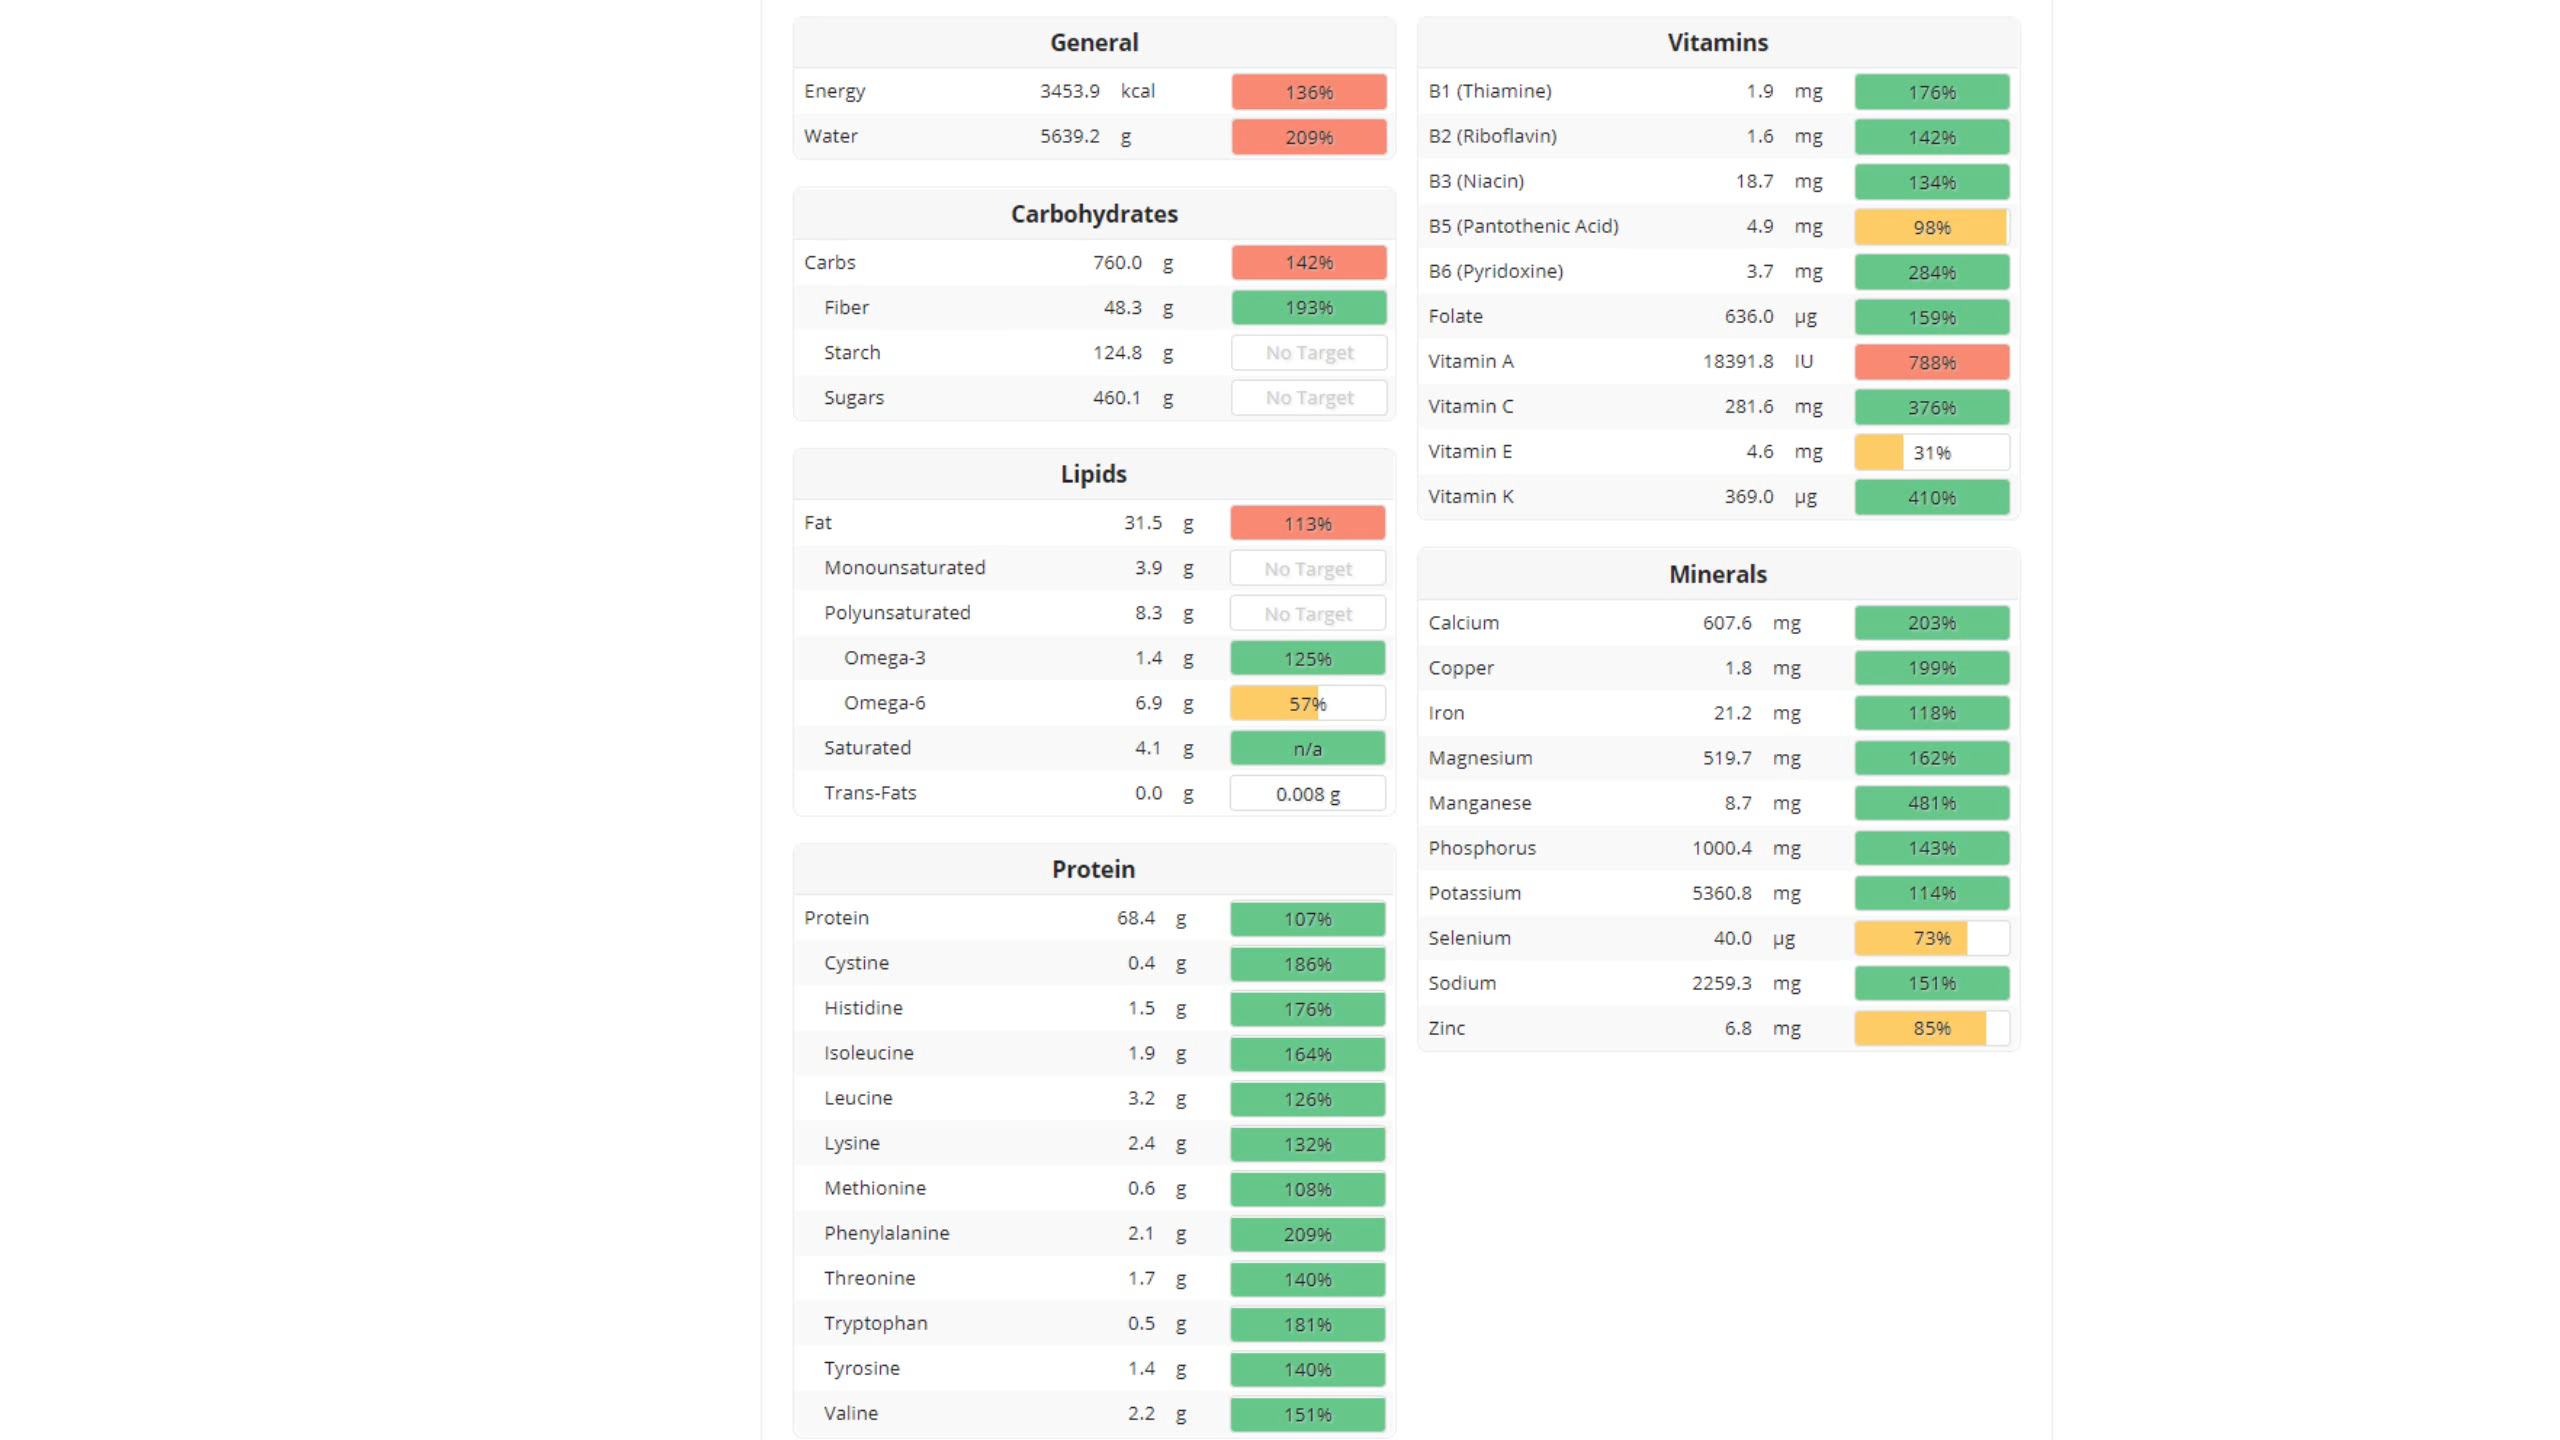 General
Energy 3453.9 kcal 136%
Water 5639.2 g 209%
Carbohydrates
Carbs 760.0 g 142%
Fiber 48.3 g 193%
Starch 124.8 g No Target
Sugars 460.1 g No Target
Lipids
Fat 31.5 g 113%
Monounsaturated 3.9 g No Target
Polyunsaturated 8.3 g No Target
Omega-3 1.4 g 125%
Omega-6 6.9 g 57%
Saturated 4.1 g n/a
Trans-Fats 0.0 g 0.008 g
Protein
Protein 68.4 g 107%
Cystine 0.4 g 186%
Histidine 1.5 g 176%
Isoleucine 1.9 g 164%
Leucine 3.2 g 126%
Lysine 2.4 g 132%
Methionine 0.6 g 108%
Phenylalanine 2.1 g 209%
Threonine 1.7 g 140%
Tryptophan 0.5 g 181%
Tyrosine 1.4 g 140%
Valine 2.2 g 151%
Vitamins
B1 (Thiamine) 1.9 mg 176%
B2 (Riboflavin) 1.6 mg 142%
B3 (Niacin) 18.7 mg 134%
B5 (Pantothenic Acid) 4.9 mg 98%
B6 (Pyridoxine) 3.7 mg 284%
Folate 636.0 µg 159%
Vitamin A 18391.8 IU 788%
Vitamin C 281.6 mg 376%
Vitamin E 4.6 mg 31%
Vitamin K 369.0 µg 410%
Minerals
Calcium 607.6 mg 203%
Copper 1.8 mg 199%
Iron 21.2 mg 118%
Magnesium 519.7 mg 162%
Manganese 8.7 mg 481%
Phosphorus 1000.4 mg 143%
Potassium 5360.8 mg 114%
Selenium 40.0 µg 73%
Sodium 2259.3 mg 151%
Zinc 6.8 mg 85%